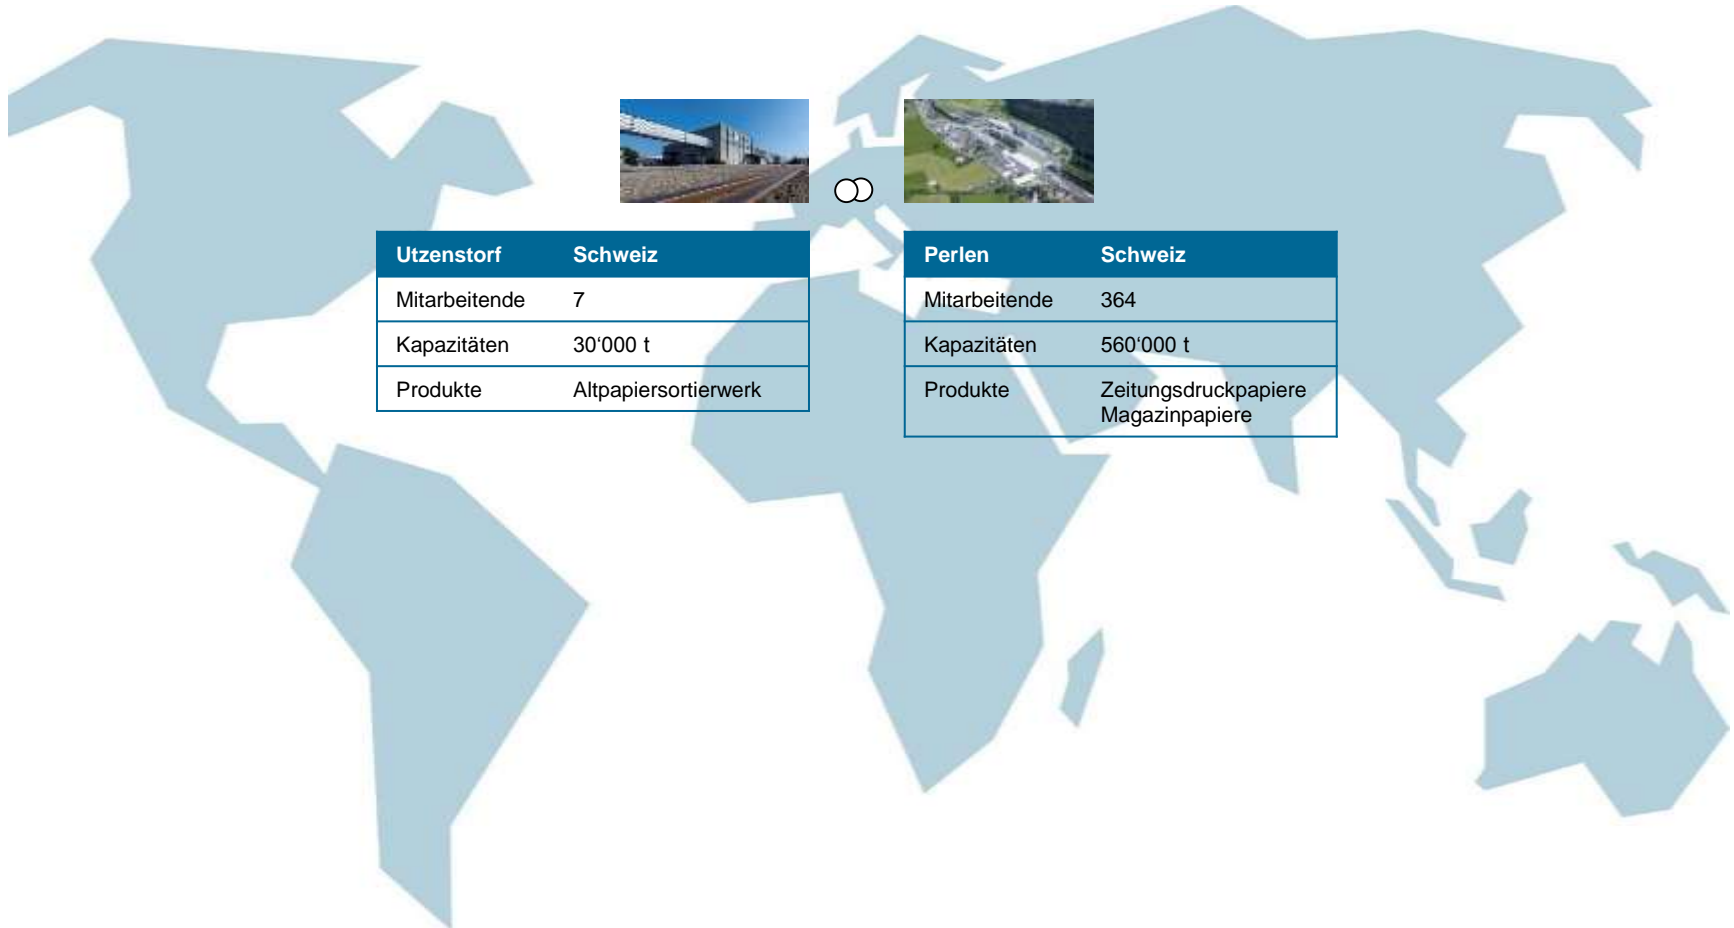 Utzenstorf Schweiz
Mitarbeitende 7
Kapazitäten 30‘000 t
Produkte Altpapiersortierwerk
Perlen Schweiz
Mitarbeitende 364
Kapazitäten 560‘000 t
Produkte Zeitungsdruckpapiere
Magazinpapiere